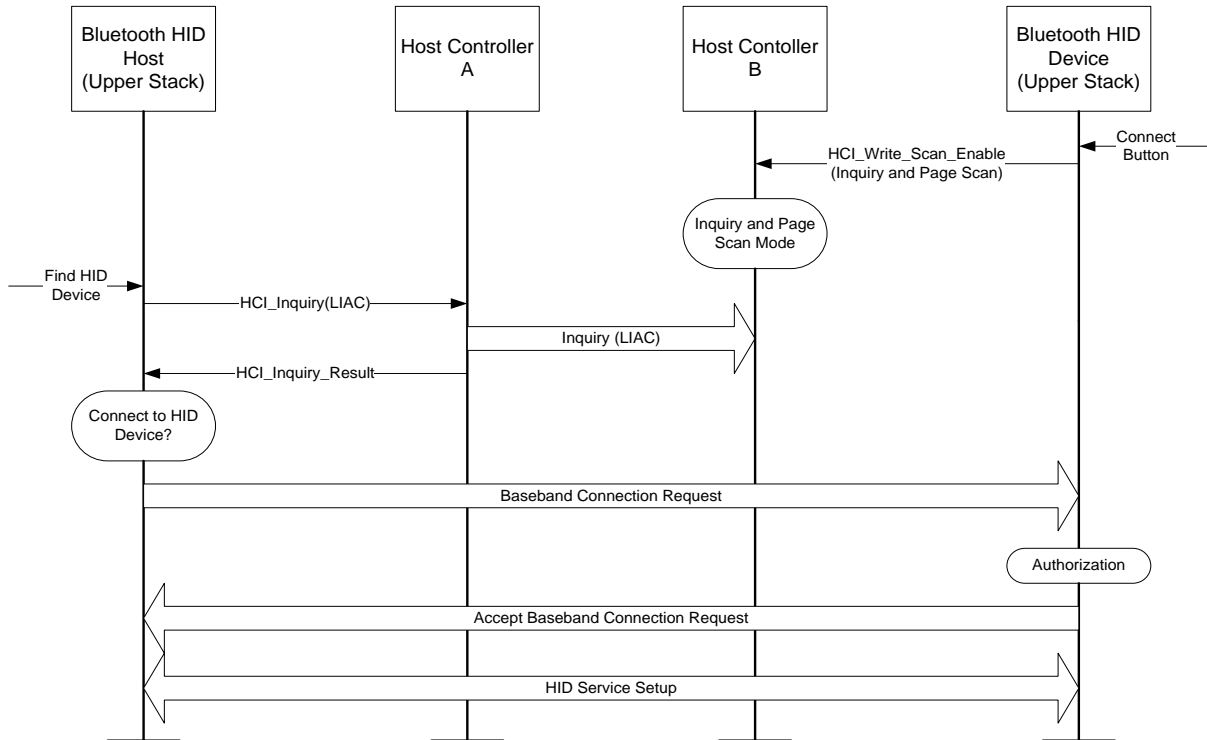 Bluetooth HID
Host
(Upper Stack)
Host Controller
A
Host Contoller
B
Bluetooth HID
Device
(Upper Stack)
Connect
Button
HCI_Write_Scan_Enable
(Inquiry and Page Scan)
Inquiry and Page
Scan Mode
Find HID
Device
HCI_Inquiry(LIAC)
Inquiry (LIAC)
HCI_Inquiry_Result
Connect to HID
Device?
Baseband Connection Request
Authorization
Accept Baseband Connection Request
HID Service Setup